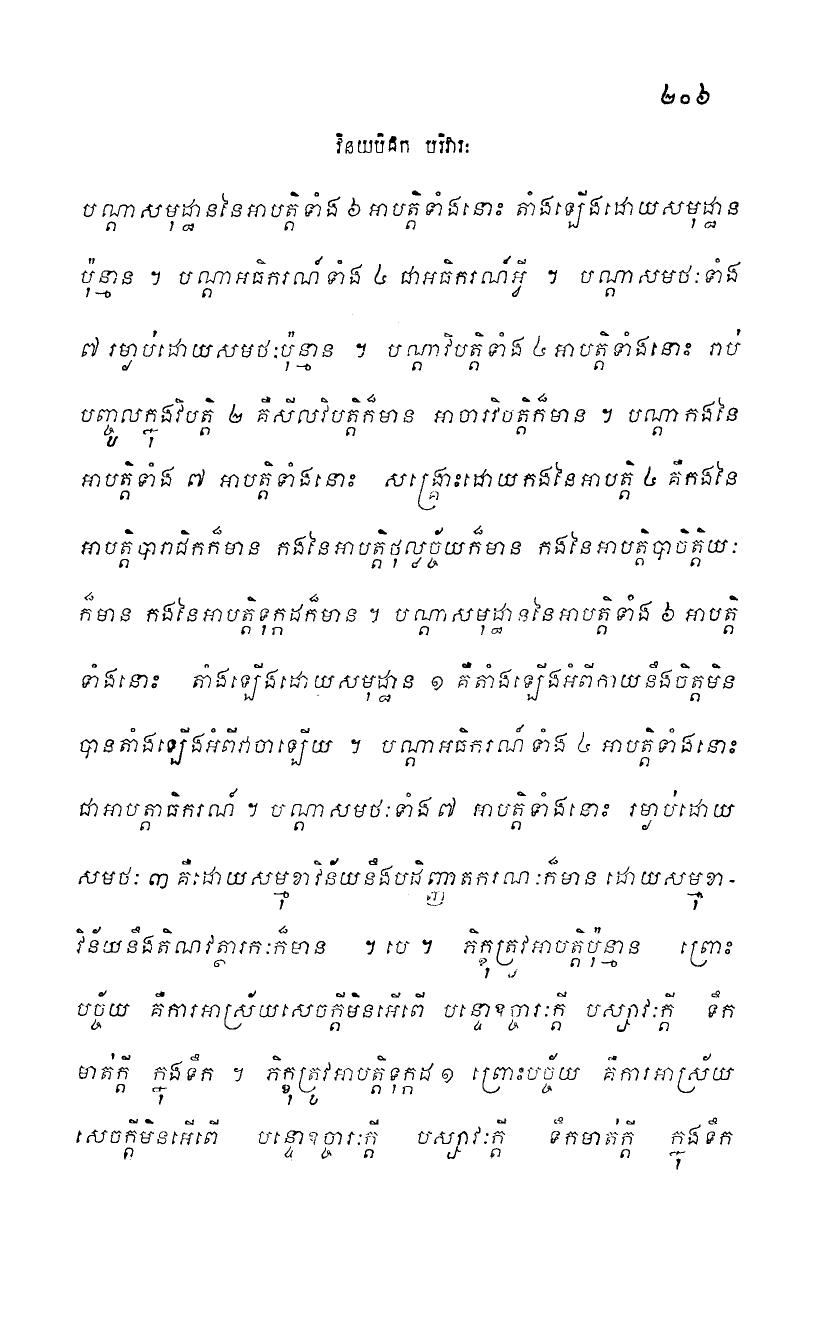 ២០៦
វិនយបិដក បរិវារៈ
បណ្តាសមុដ្ឋាននៃអាបត្តិទាំង ៦ អាបត្តិទាំងនោះ តាំងឡើងដោយសមុដ្ឋាន
ប៉ុន្មាន ។ បណ្តាអធិករណ៍ទាំង ៤ ជាអធិករណ៍អ្វី ។ បណ្តាសមថៈទាំង
៧ រម្ងាប់ដោយសមថៈប៉ុន្មាន ។ បណ្តាវិបត្តិទាំង ៤ អាបត្តិទាំងនោះ រាប់
បញ្ចូលក្នុងវិបត្តិ ២ គឺសីលវិបត្តិក៏មាន អាចារវិបត្តិក៏មាន ។ បណ្តាកងនៃ
អាបត្តិទាំង ៧ អាបត្តិទាំងនោះ សង្គ្រោះដោយកងនៃអាបត្តិ ៤ គឺកងនៃ
អាបត្តិបារាជិកក៏មាន កងនៃអាបត្តិថុល្លច្ច័យក៏មាន កងនៃអាបត្តិបាចិត្តិយៈ
ក៏មាន កងនៃអាបត្តិទុក្កដក៏មាន ។ បណ្តាសមុដ្ឋាននៃអាបត្តិទាំង ៦ អាបត្តិ
ទាំងនោះ តាំងឡើងដោយសមុដ្ឋាន ១ គឺតាំងឡើងអំពីកាយនឹងចិត្តមិន
បានតាំងឡើងអំពីវាចាឡើយ ។ បណ្តាអធិករណ៍ទាំង ៤ អាបត្តិទាំងនោះ
ជាអាបត្តាធិករណ៍ ។ បណ្តាសមថៈទាំង ៧ អាបត្តិទាំងនោះ រម្ងាប់ដោយ
សមថៈ ៣ គឺដោយសម្មុខាវិន័យនឹងបដិញ្ញាតករណៈក៏មាន ដោយសម្មុខា-
វិន័យនឹងតិណវត្ថារកៈក៏មាន ។ បេ ។ ភិក្ខុត្រូវអាបត្តិប៉ុន្មាន ព្រោះ
បច្ច័យ គឺការអាស្រ័យសេចក្តីមិនអើពើ បន្ទោឧច្ចារៈក្តី បស្សាវៈក្តី ទឹក
មាត់ក្តី ក្នុងទឹក ។ ភិក្ខុត្រូវអាបត្តិទុក្កដ ១ ព្រោះបច្ច័យ គឺការអាស្រ័យ
សេចក្តីមិនអើពើ បន្ទោឧច្ចារៈក្តី បស្សាវៈក្តី ទឹកមាត់ក្តី ក្នុងទឹក